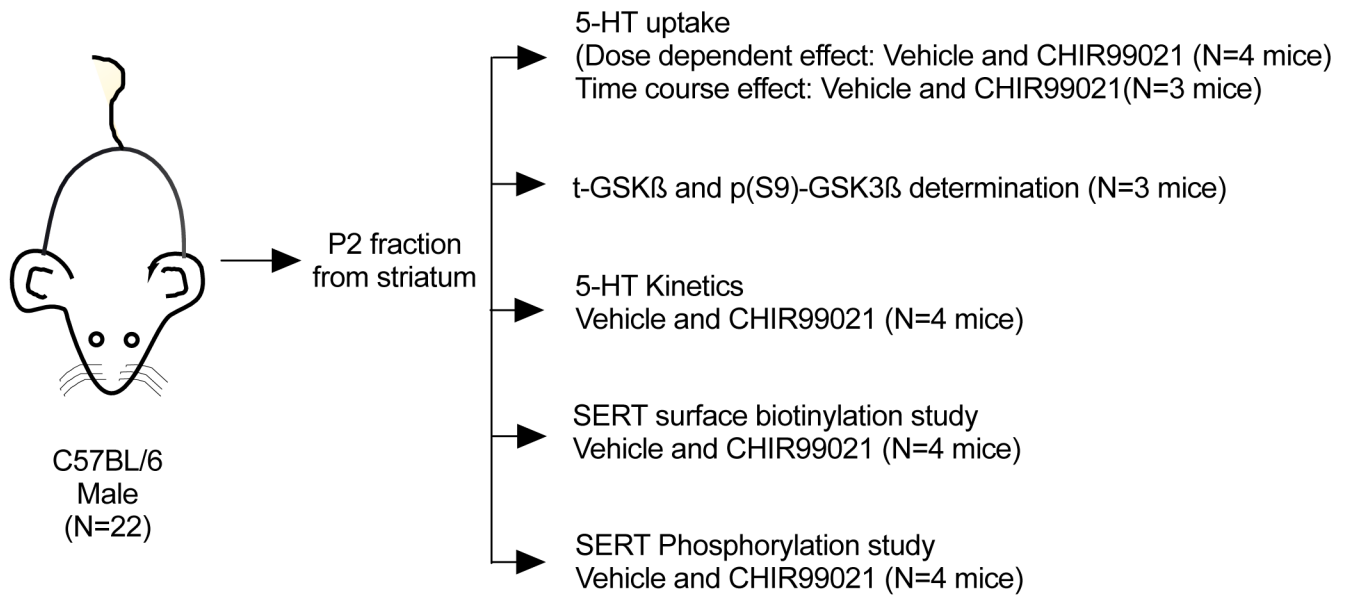 5-HT uptake
(Dose dependent effect: Vehicle and CHIR99021 (N=4 mice)
Time course effect: Vehicle and CHIR99021(N=3 mice)
t-GSKß and p(S9)-GSK3ß determination (N=3 mice)
P2 fraction
from striatum
5-HT Kinetics
Vehicle and CHIR99021 (N=4 mice)
SERT surface biotinylation study
Vehicle and CHIR99021 (N=4 mice)
C57BL/6
Male
(N=22)
SERT Phosphorylation study
Vehicle and CHIR99021 (N=4 mice)